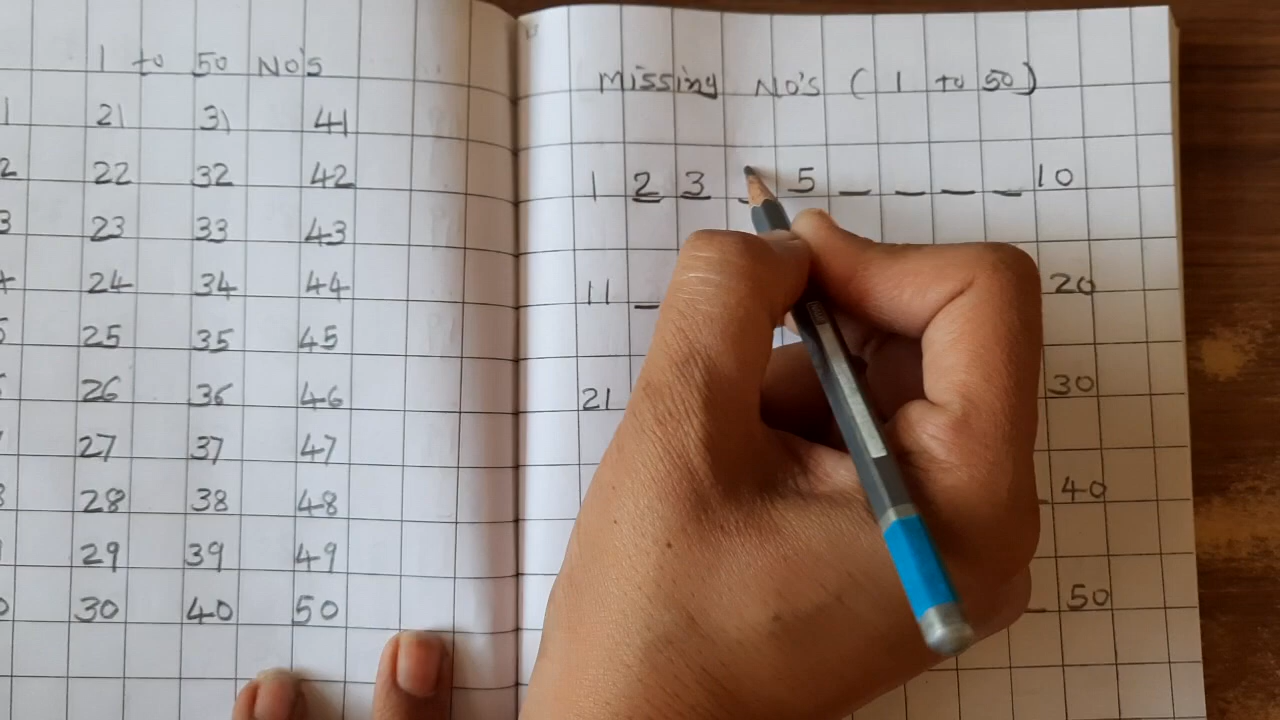 1 to 50 No's
1 21 31 41
2 22 32 42
3 23 33 43
4 24 34 44
5 25 35 45
26 36 46
27 37 47
8 28 38 48
29 39 49
0 30 40 50
Missing No's ( 1 to 50 )
1 2 3 _ 5 _ _ _ _ 10
11 _ 20
21 30
_ 40
_ 50